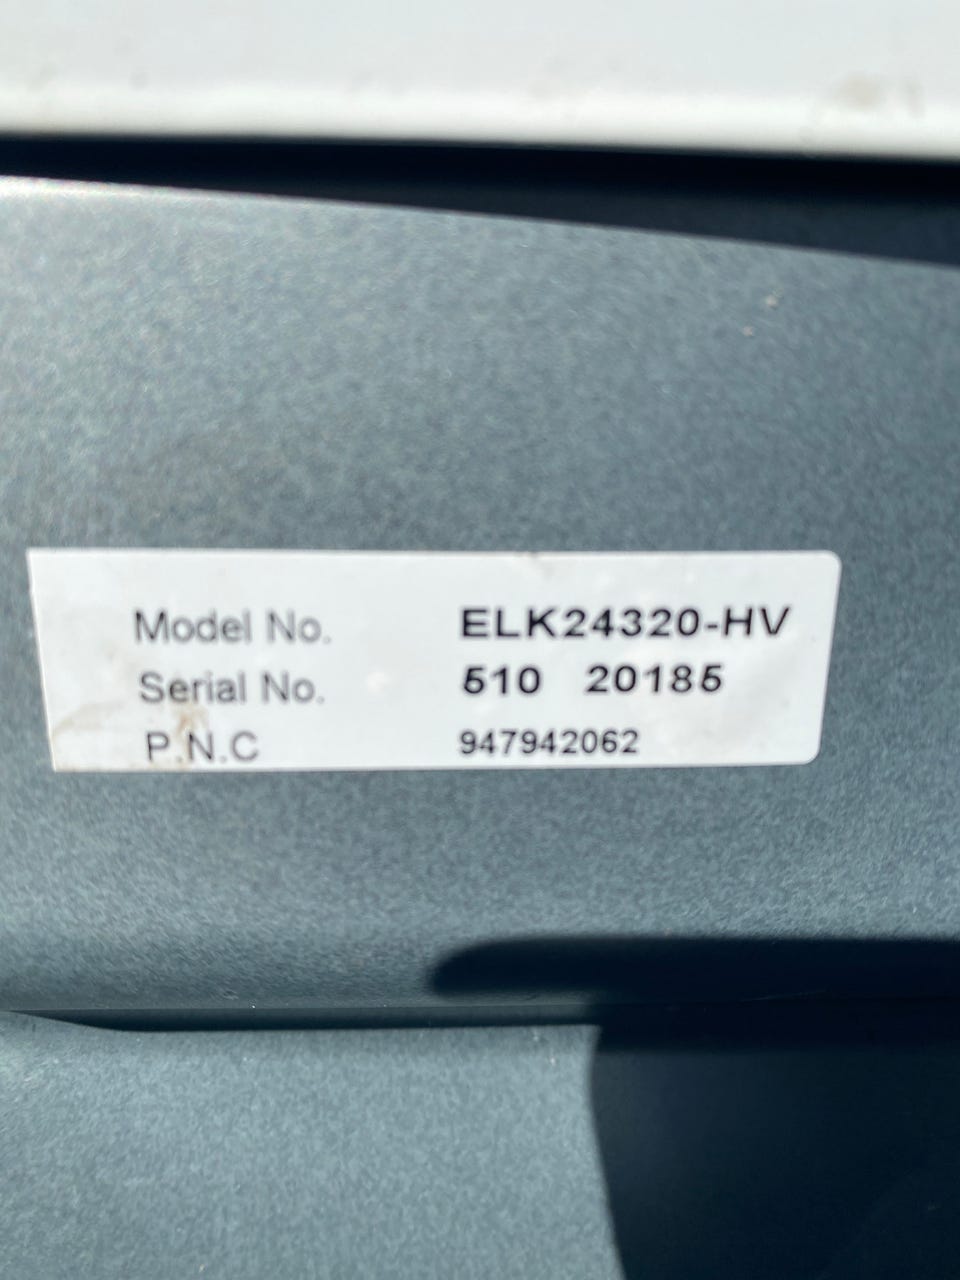 Model No. ELK24320-HV
Serial No. 510 20185
P.N.C 947942062